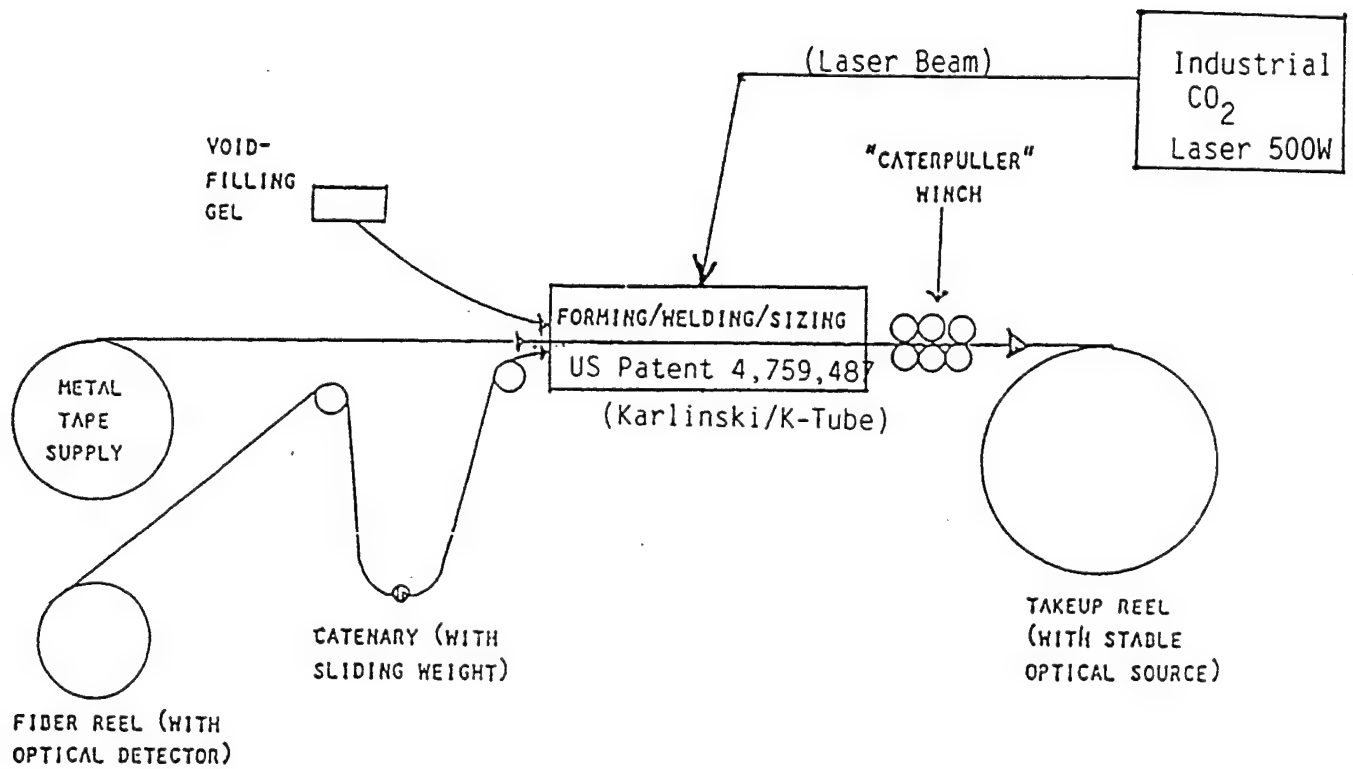 (Laser Beam)
Industrial
CO2
Laser 500W
VOID-
FILLING
GEL
"CATERPULLER"
WINCH
FORMING/WELDING/SIZING
US Patent 4,759,487
(Karlinski/K-Tube)
METAL
TAPE
SUPPLY
CATENARY (WITH
SLIDING WEIGHT)
TAKEUP REEL
(WITH STABLE
OPTICAL SOURCE)
FIBER REEL (WITH
OPTICAL DETECTOR)